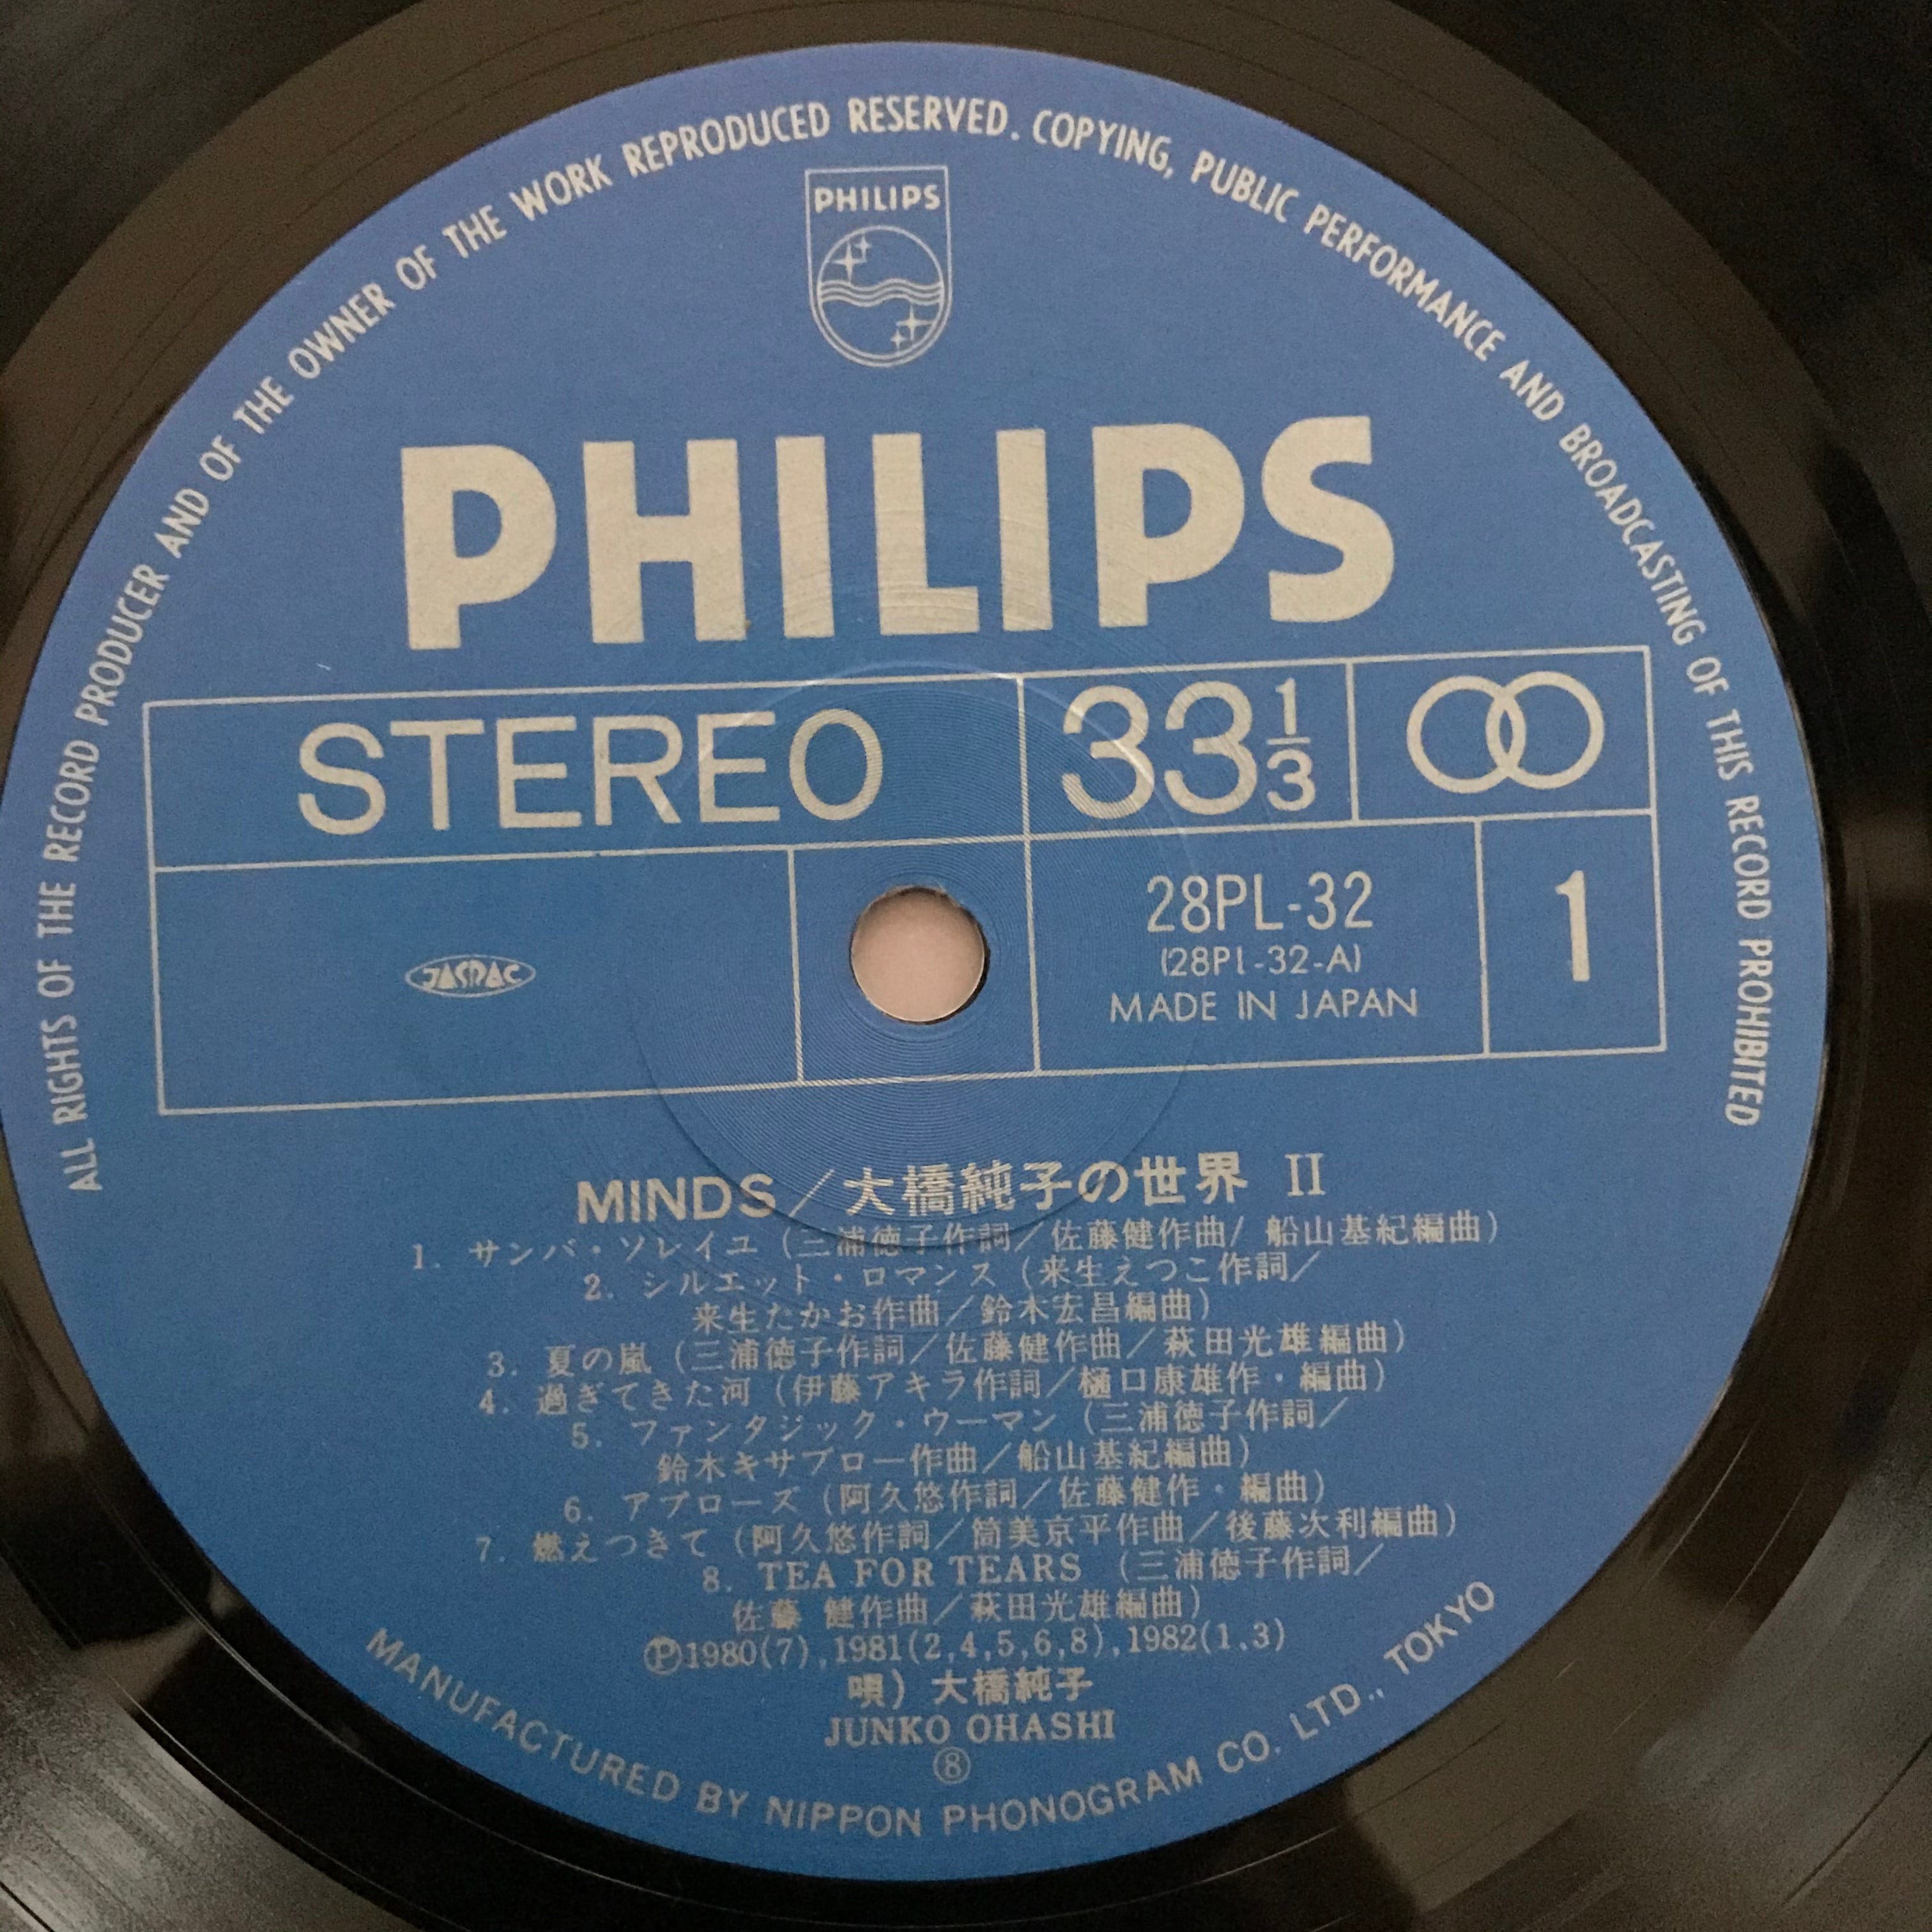 ALL RIGHTS OF THE RECORD PRODUCER AND OF THE OWNER OF THE WORK REPRODUCED RESERVED. COPYING, PUBLIC PERFORMANCE AND BROADCASTING OF THIS RECORD PROHIBITED
PHILIPS
PHILIPS
STEREO
33 1/3
JASRAC
28PL-32
(28PL-32-A)
MADE IN JAPAN
1
MINDS／大橋純子の世界 II
1. サンバ・ソレイユ（三浦徳子作詞／佐藤健作曲/ 船山基紀編曲）
2. シルエット・ロマンス（来生えつこ作詞／
来生たかお作曲／鈴木宏昌編曲）
3. 夏の嵐（三浦徳子作詞／佐藤健作曲／萩田光雄編曲）
4. 過ぎてきた河（伊藤アキラ作詞／樋口康雄作・編曲）
5. ファンタジック・ウーマン（三浦徳子作詞／
鈴木キサブロー作曲／船山基紀編曲）
6. アプローズ（阿久悠作詞／佐藤健作・編曲）
7. 燃えつきて（阿久悠作詞／筒美京平作曲／後藤次利編曲）
8. TEA FOR TEARS （三浦徳子作詞／
佐藤 健作曲／萩田光雄編曲）
Ⓟ1980(7),1981(2,4,5,6,8),1982(1,3)
唄）大橋純子
JUNKO OHASHI
⑧
MANUFACTURED BY NIPPON PHONOGRAM CO. LTD., TOKYO